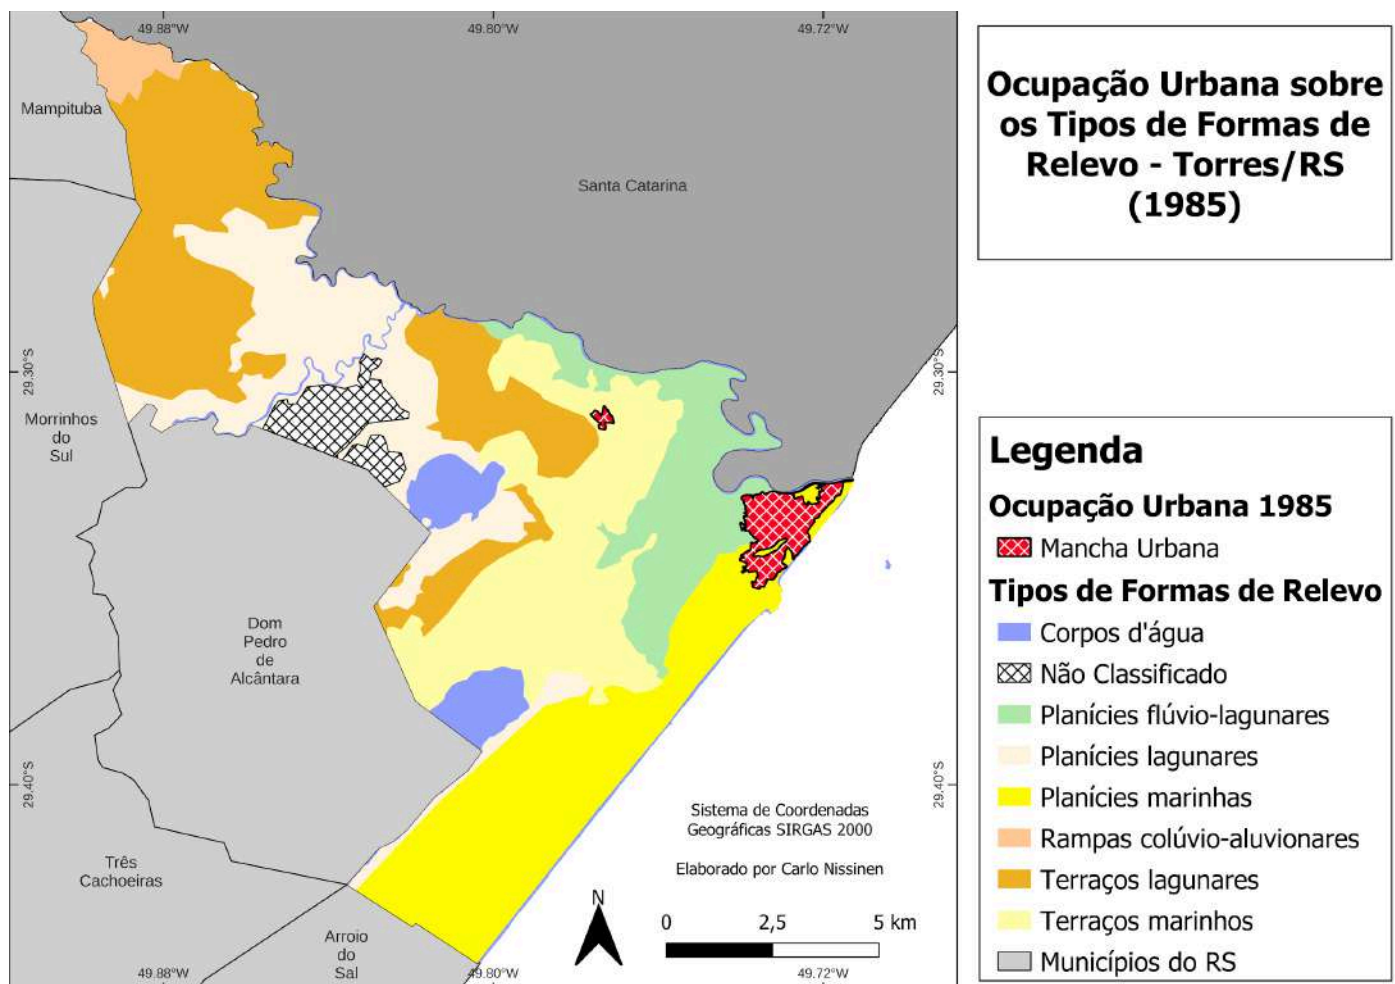 49.88°W
49.80°W
49.72°W
Ocupação Urbana sobre
os Tipos de Formas de
Relevo - Torres/RS
(1985)
Mampituba
Santa Catarina
29.30°S
29.30°S
Morrinhos
do
Sul
Legenda
Ocupação Urbana 1985
Mancha Urbana
Tipos de Formas de Relevo
Corpos d'água
Não Classificado
Planícies flúvio-lagunares
Planícies lagunares
Planícies marinhas
Rampas colúvio-aluvionares
Terraços lagunares
Terraços marinhos
Municípios do RS
Dom
Pedro
de
Alcântara
29.40°S
29.40°S
Sistema de Coordenadas
Geográficas SIRGAS 2000
Elaborado por Carlo Nissinen
Três
Cachoeiras
N
0 2,5 5 km
Arroio
do
Sal
49.88°W
49.80°W
49.72°W